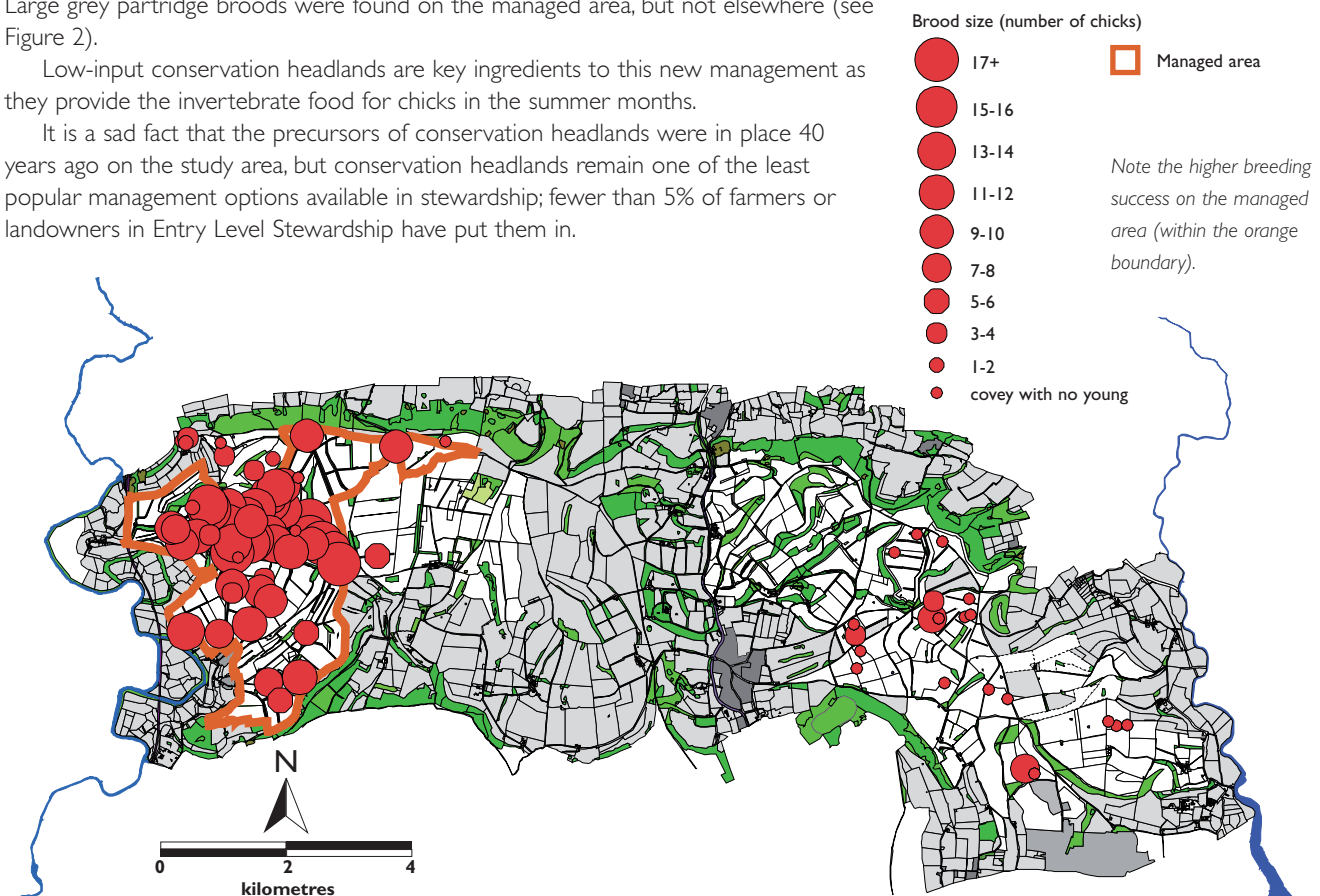 Large grey partridge broods were found on the managed area, but not elsewhere (see
Figure 2).
Low-input conservation headlands are key ingredients to this new management as
they provide the invertebrate food for chicks in the summer months.
It is a sad fact that the precursors of conservation headlands were in place 40
years ago on the study area, but conservation headlands remain one of the least
popular management options available in stewardship; fewer than 5% of farmers or
landowners in Entry Level Stewardship have put them in.
Brood size (number of chicks)
17+
15-16
13-14
11-12
9-10
7-8
5-6
3-4
1-2
covey with no young
Managed area
Note the higher breeding
success on the managed
area (within the orange
boundary).
N
0 2 4
kilometres